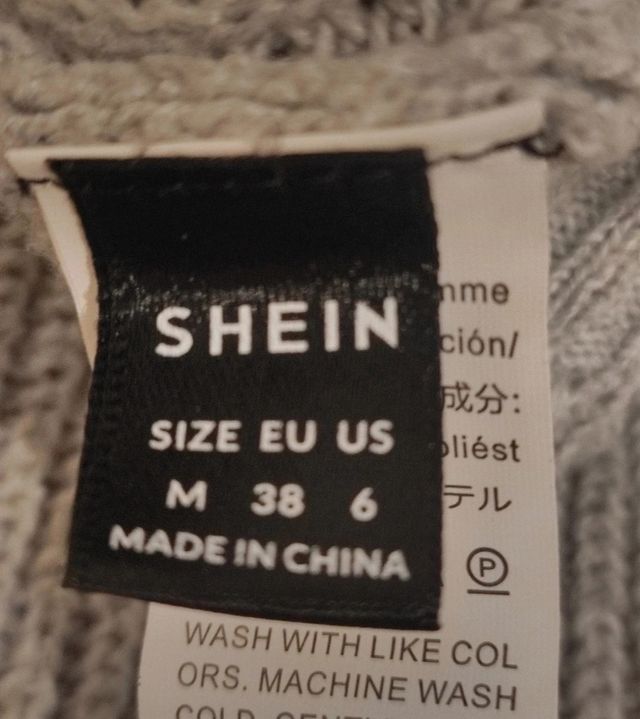 SHEIN
SIZE EU US
M 38 6
MADE IN CHINA
mme
ción/
成分:
oliést
テル
P
WASH WITH LIKE COL
ORS. MACHINE WASH